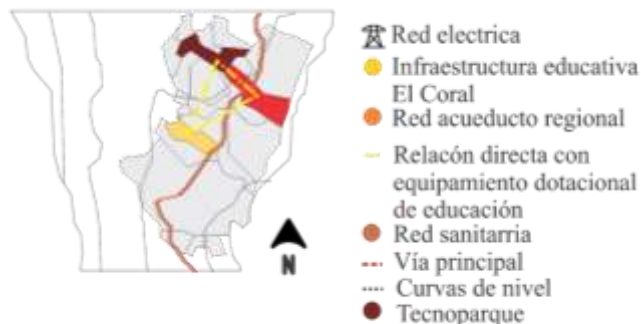 Red electrica
Infraestructura educativa
El Coral
Red acueducto regional
Relacón directa con
equipamiento dotacional
de educación
Red sanitarria
Vía principal
Curvas de nivel
Tecnoparque
N